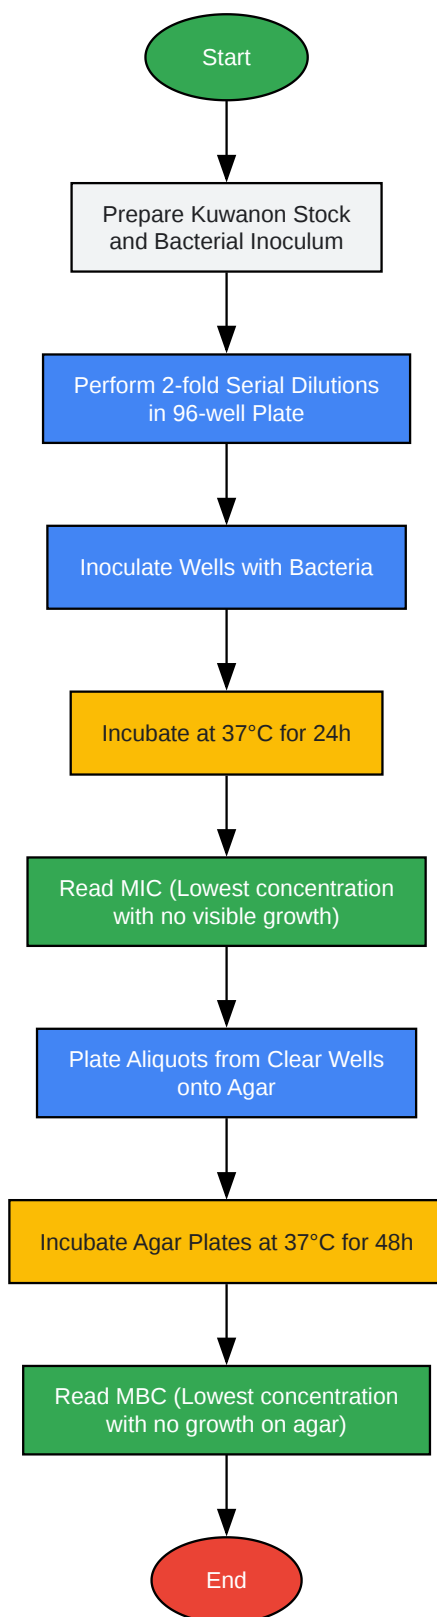 Start
Prepare Kuwanon Stock
and Bacterial Inoculum
Perform 2-fold Serial Dilutions
in 96-well Plate
Inoculate Wells with Bacteria
Incubate at 37°C for 24h
Read MIC (Lowest concentration
with no visible growth)
Plate Aliquots from Clear Wells
onto Agar
Incubate Agar Plates at 37°C for 48h
Read MBC (Lowest concentration
with no growth on agar)
End